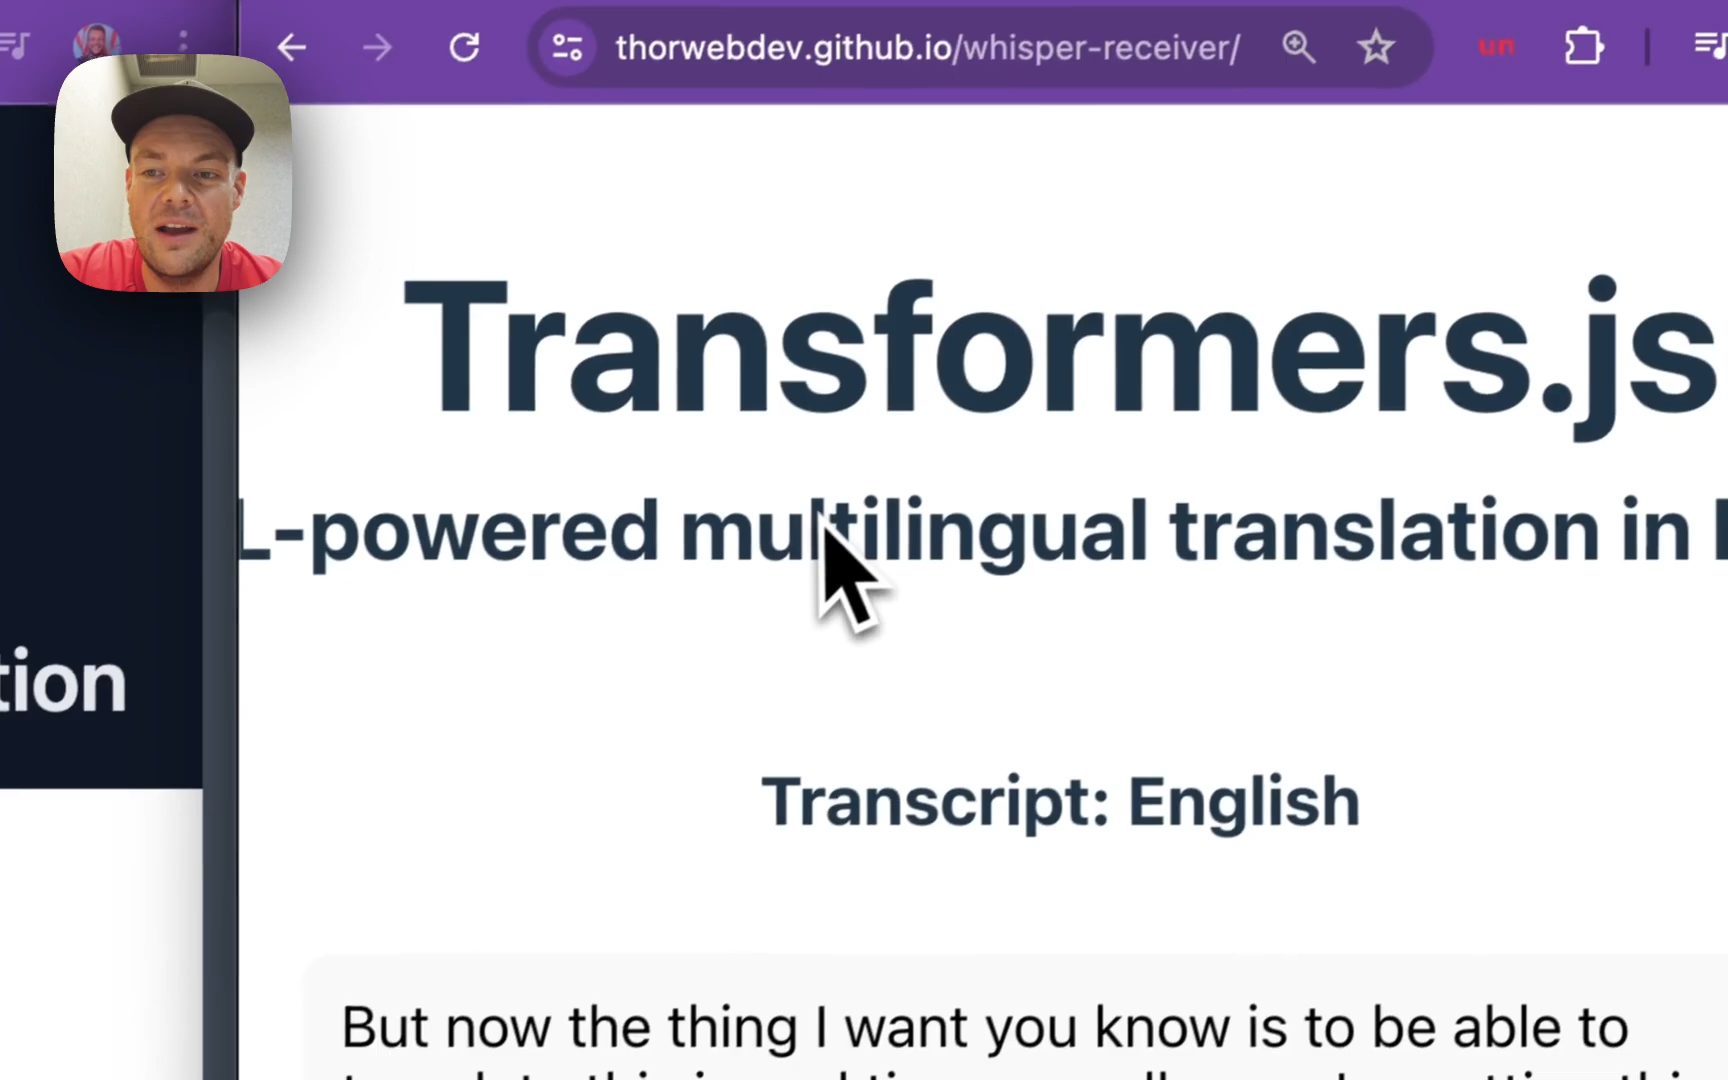 thorwebdev.github.io/whisper-receiver/
un
Transformers.js
L-powered multilingual translation in
tion
Transcript: English
But now the thing I want you know is to be able to